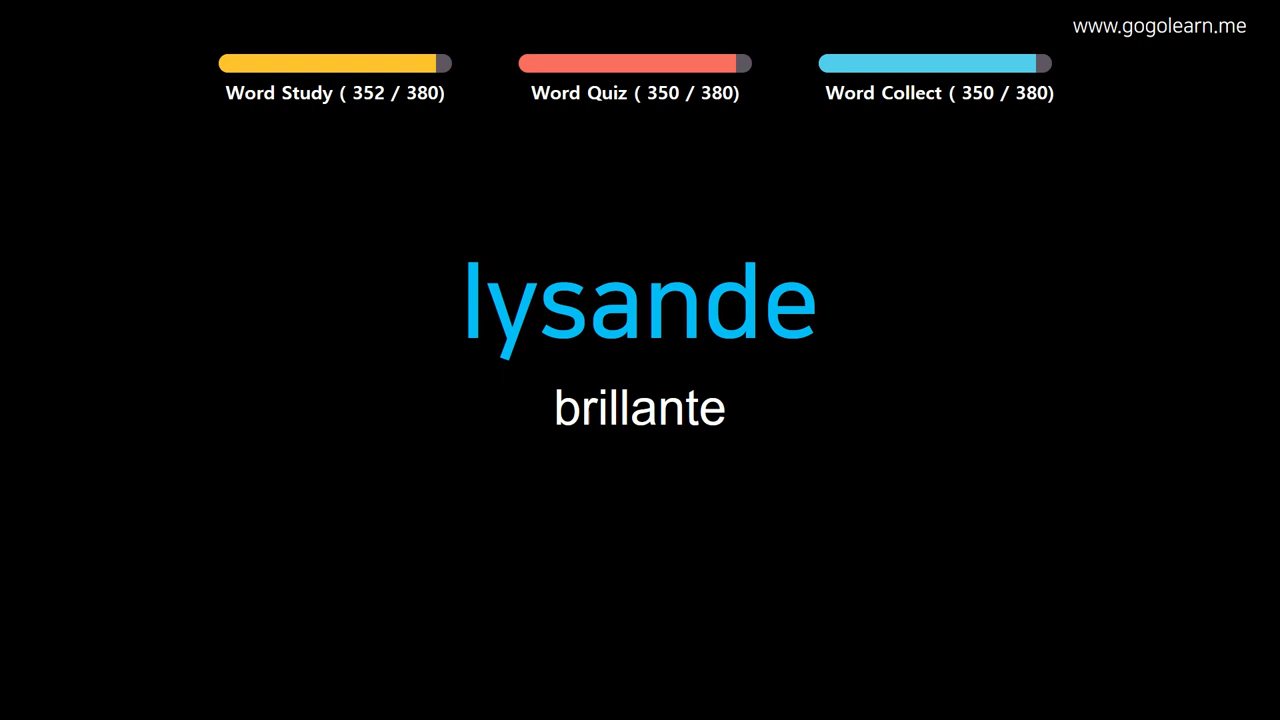 www.gogolearn.me
Word Study ( 352 / 380)
Word Quiz ( 350 / 380)
Word Collect ( 350 / 380)
lysande
brillante